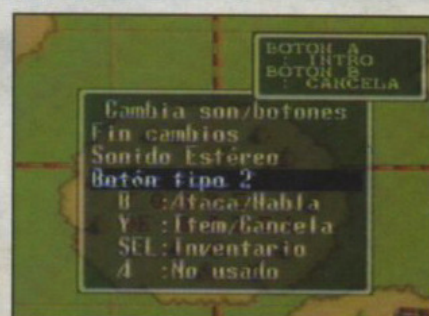 BOTON A
: INTRO
BOTON B
: CANCELA
Cambia son/botones
Fin cambios
Sonido Estéreo
Botón tipo 2
B :Ataca/Habla
Y :Item/Cancela
SEL:Inventario
A :No usado